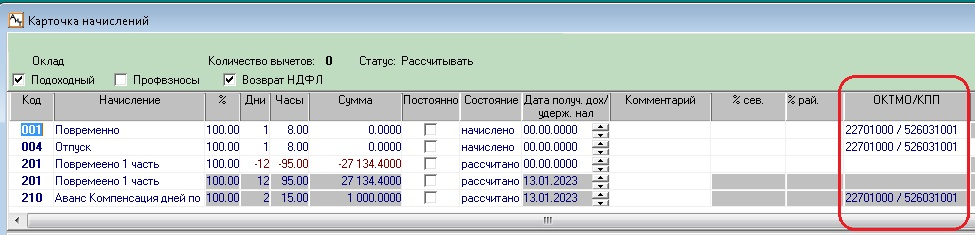 Карточка начислений
Оклад Количество вычетов: 0 Статус: Рассчитывать
Подоходный Профвзносы Возврат НДФЛ
Код Начисление % Дни Часы Сумма Постоянно Состояние Дата получ. дох/ удерж. нал Комментарий % сев. % рай. ОКТМО/КПП
001 Повременно 100.00 1 8.00 0.0000 начислено 00.00.0000 22701000 / 526031001
004 Отпуск 100.00 1 8.00 0.0000 начислено 00.00.0000 22701000 / 526031001
201 Повремеено 1 часть 100.00 -12 -95.00 -27 134.4000 рассчитано 00.00.0000
201 Повремеено 1 часть 100.00 12 95.00 27 134.4000 рассчитано 13.01.2023
210 Аванс Компенсация дней по 100.00 2 15.00 1 000.0000 рассчитано 13.01.2023 22701000 / 526031001